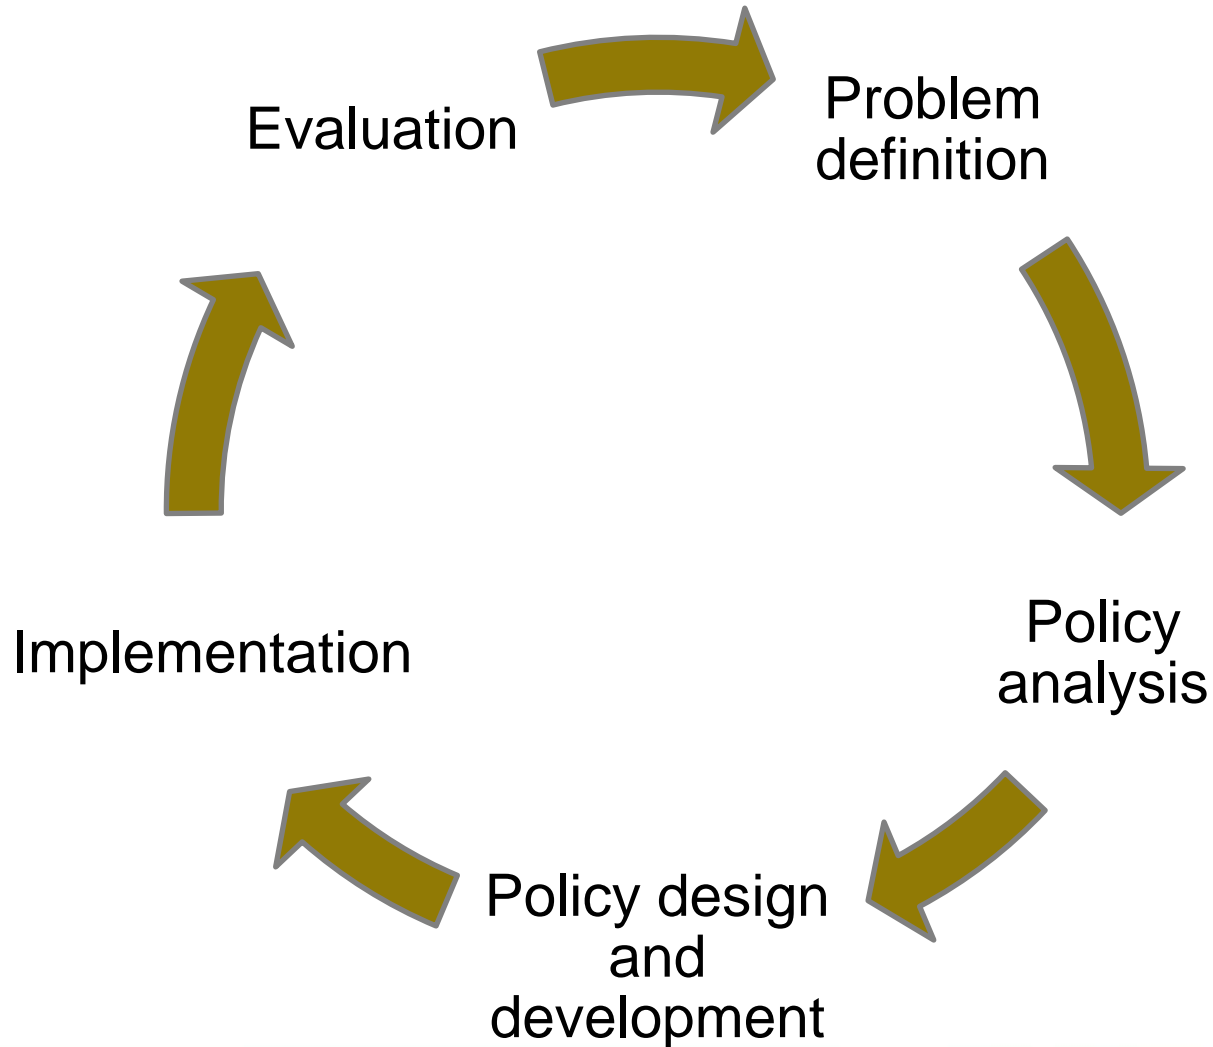 Evaluation
Problem
definition
Policy
analysis
Implementation
Policy design
and
development